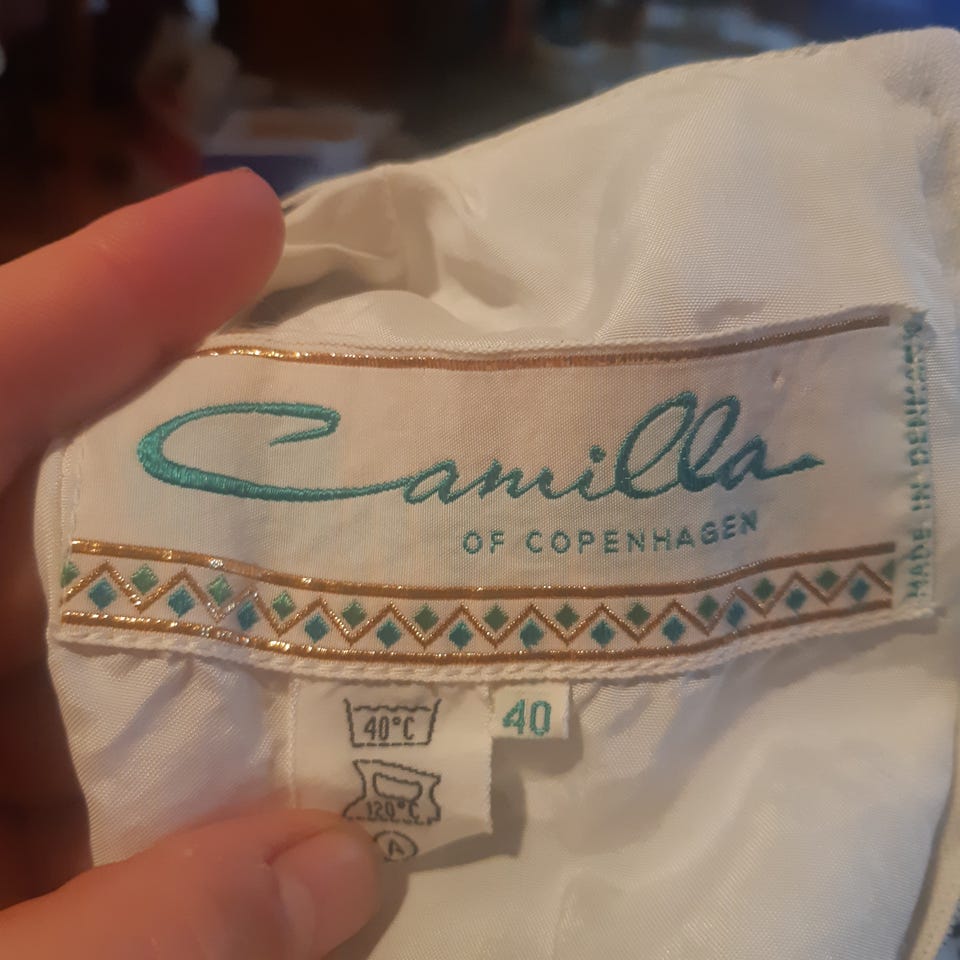 Camilla
OF COPENHAGEN
MADE IN DENMARK
40°C
40
120°C
A